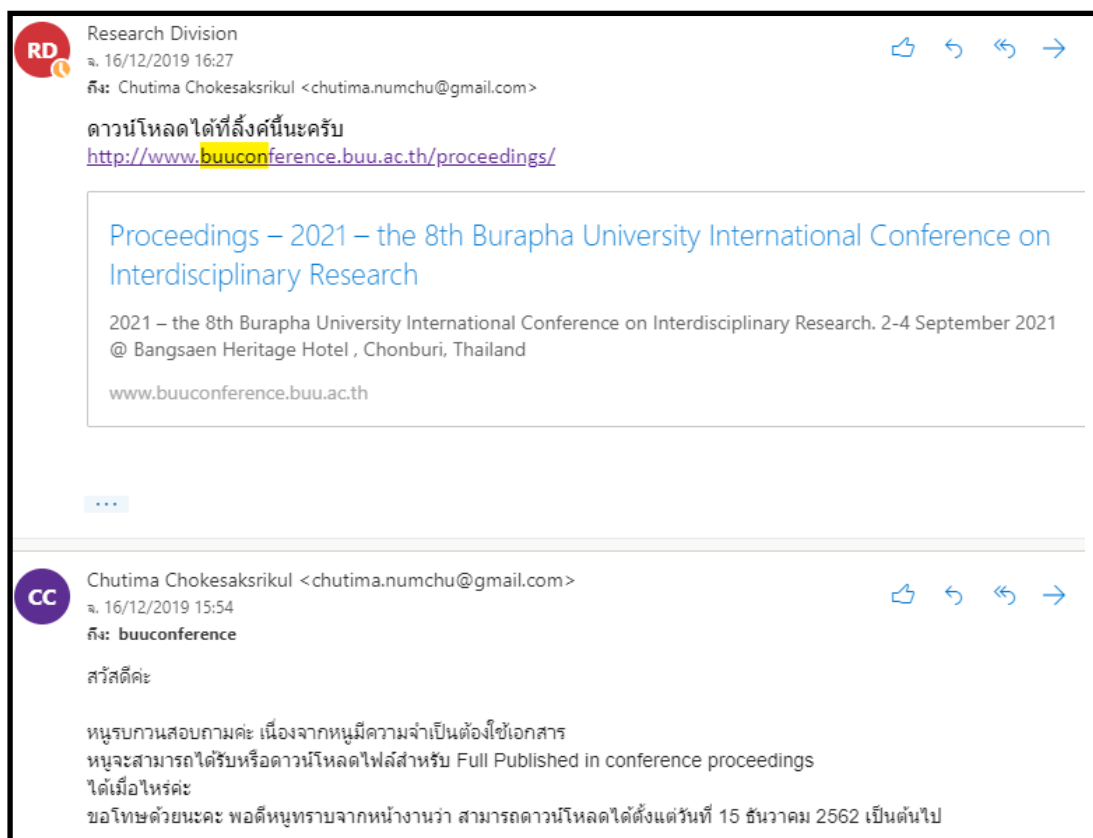 RD
Research Division
จ. 16/12/2019 16:27
ถึง: Chutima Chokesaksrikul <chutima.numchu@gmail.com>
ดาวน์โหลดได้ที่ลิ้งค์นี้นะครับ
http://www.buuconference.buu.ac.th/proceedings/
Proceedings – 2021 – the 8th Burapha University International Conference on
Interdisciplinary Research
2021 – the 8th Burapha University International Conference on Interdisciplinary Research. 2-4 September 2021
@ Bangsaen Heritage Hotel , Chonburi, Thailand
www.buuconference.buu.ac.th
...
CC
Chutima Chokesaksrikul <chutima.numchu@gmail.com>
จ. 16/12/2019 15:54
ถึง: buuconference
สวัสดีค่ะ
หนูรบกวนสอบถามค่ะ เนื่องจากหนูมีความจำเป็นต้องใช้เอกสาร
หนูจะสามารถได้รับหรือดาวน์โหลดไฟล์สำหรับ Full Published in conference proceedings
ได้เมื่อไหร่ค่ะ
ขอโทษด้วยนะคะ พอดีหนูทราบจากหน้างานว่า สามารถดาวน์โหลดได้ตั้งแต่วันที่ 15 ธันวาคม 2562 เป็นต้นไป